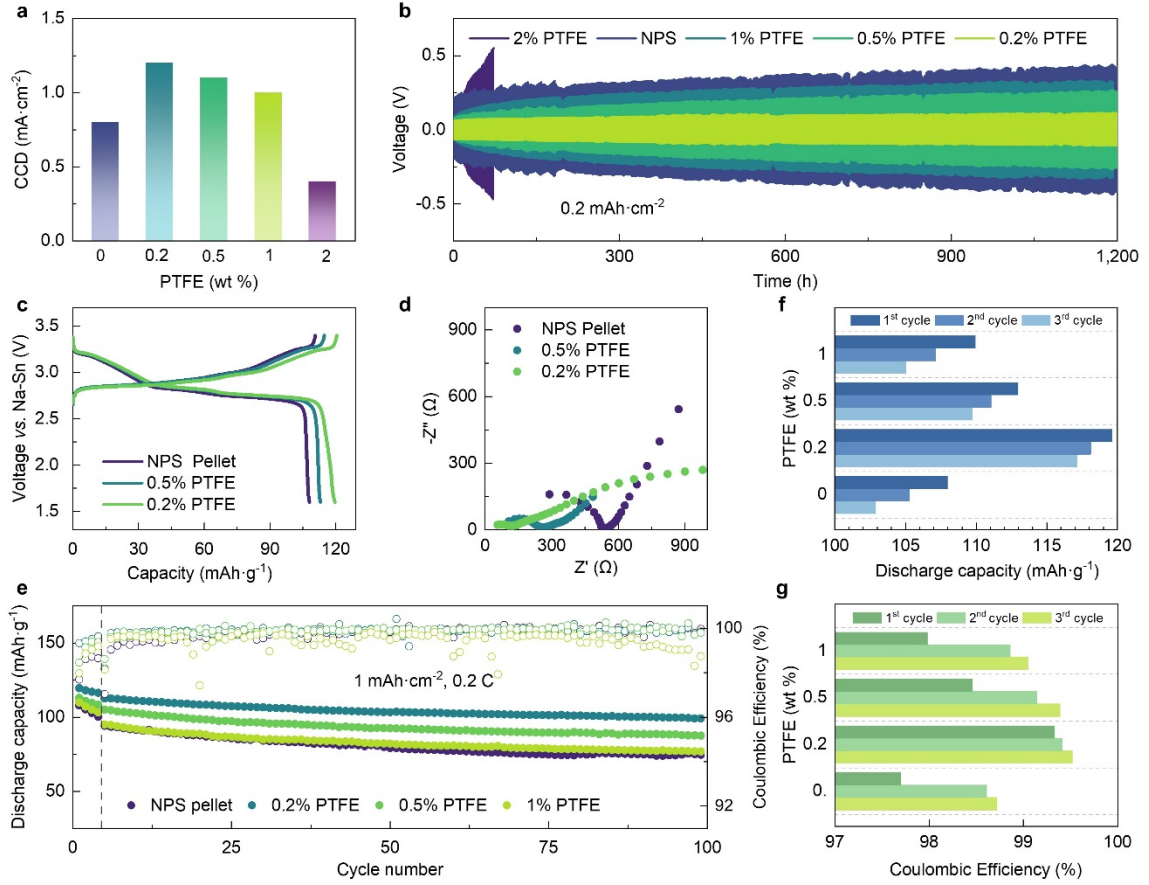 a
1.5
1.0
0.5
0.0
CCD (mA·cm⁻²)
0 0.2 0.5 1 2
PTFE (wt %)
b
2% PTFE NPS 1% PTFE 0.5% PTFE 0.2% PTFE
0.5
0.0
-0.5
Voltage (V)
0.2 mAh·cm⁻²
300 600 900 1,200
Time (h)
c
3.5
3.0
2.5
2.0
1.5
Voltage vs. Na-Sn (V)
NPS Pellet
0.5% PTFE
0.2% PTFE
0 30 60 90 120
Capacity (mAh·g⁻¹)
d
900
600
300
0
-Z'' (Ω)
NPS Pellet
0.5% PTFE
0.2% PTFE
0 300 600 900
Z' (Ω)
f
1ˢᵗ cycle 2ⁿᵈ cycle 3ʳᵈ cycle
1
0.5
0.2
0
PTFE (wt %)
100 105 110 115 120
Discharge capacity (mAh·g⁻¹)
e
150
100
50
Discharge capacity (mAh·g⁻¹)
100
96
92
Coulombic Efficiency (%)
1 mAh·cm⁻², 0.2 C
NPS pellet 0.2% PTFE 0.5% PTFE 1% PTFE
0 25 50 75 100
Cycle number
g
1ˢᵗ cycle 2ⁿᵈ cycle 3ʳᵈ cycle
1
0.5
0.2
0.
PTFE (wt %)
97 98 99 100
Coulombic Efficiency (%)